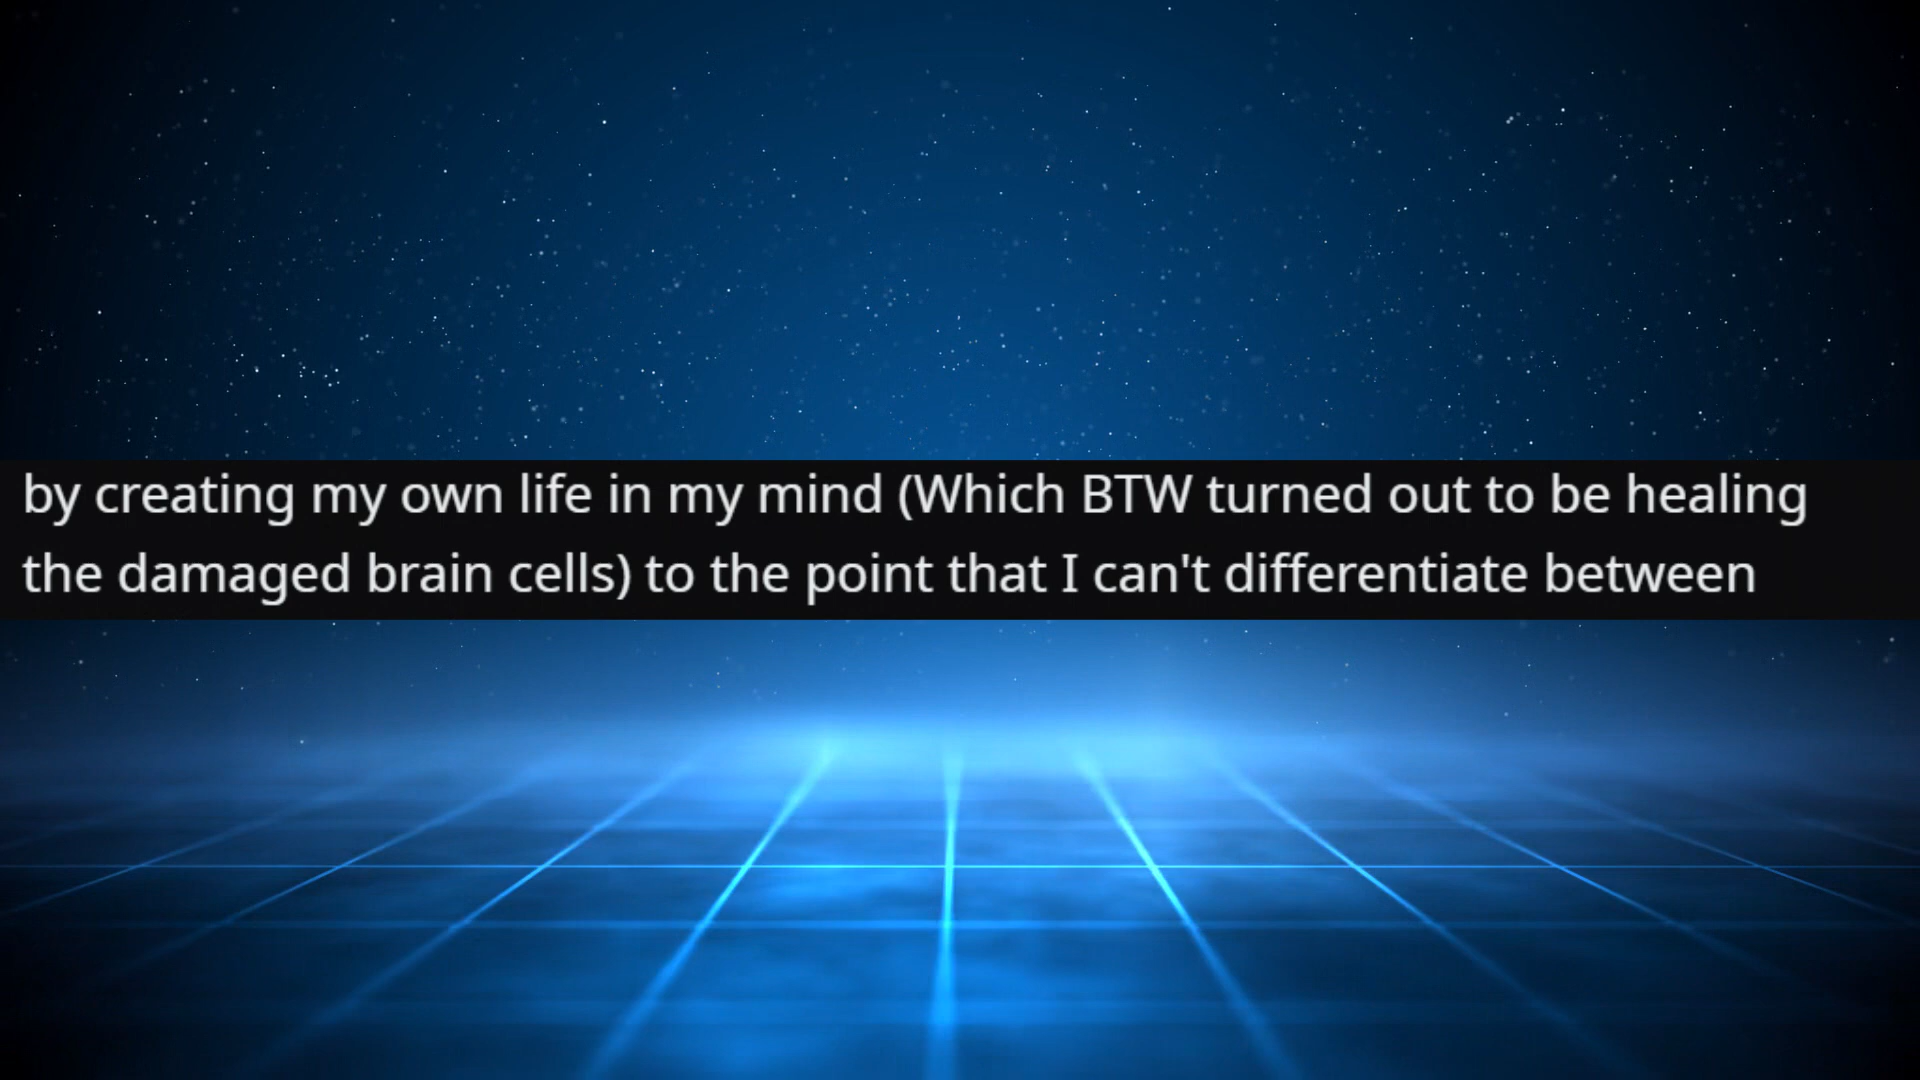 by creating my own life in my mind (Which BTW turned out to be healing
the damaged brain cells) to the point that I can't differentiate between